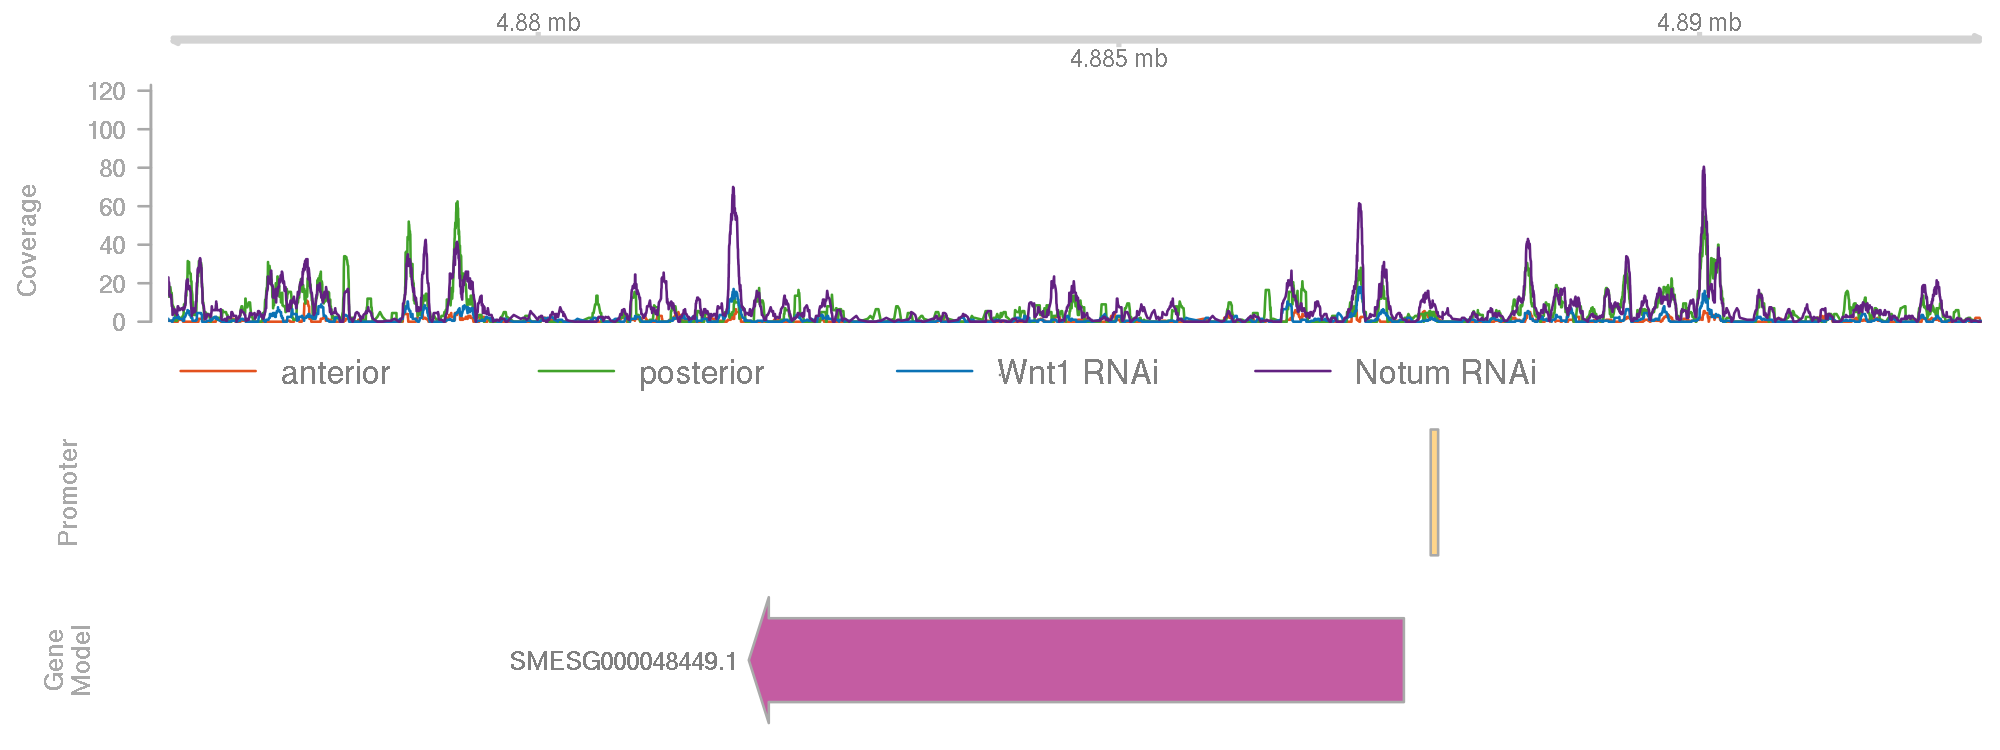 4.88 mb
4.89 mb
4.885 mb
120
100
80
60
40
20
0
Coverage
anterior posterior Wnt1 RNAi Notum RNAi
Promoter
Gene
Model
SMESG000048449.1